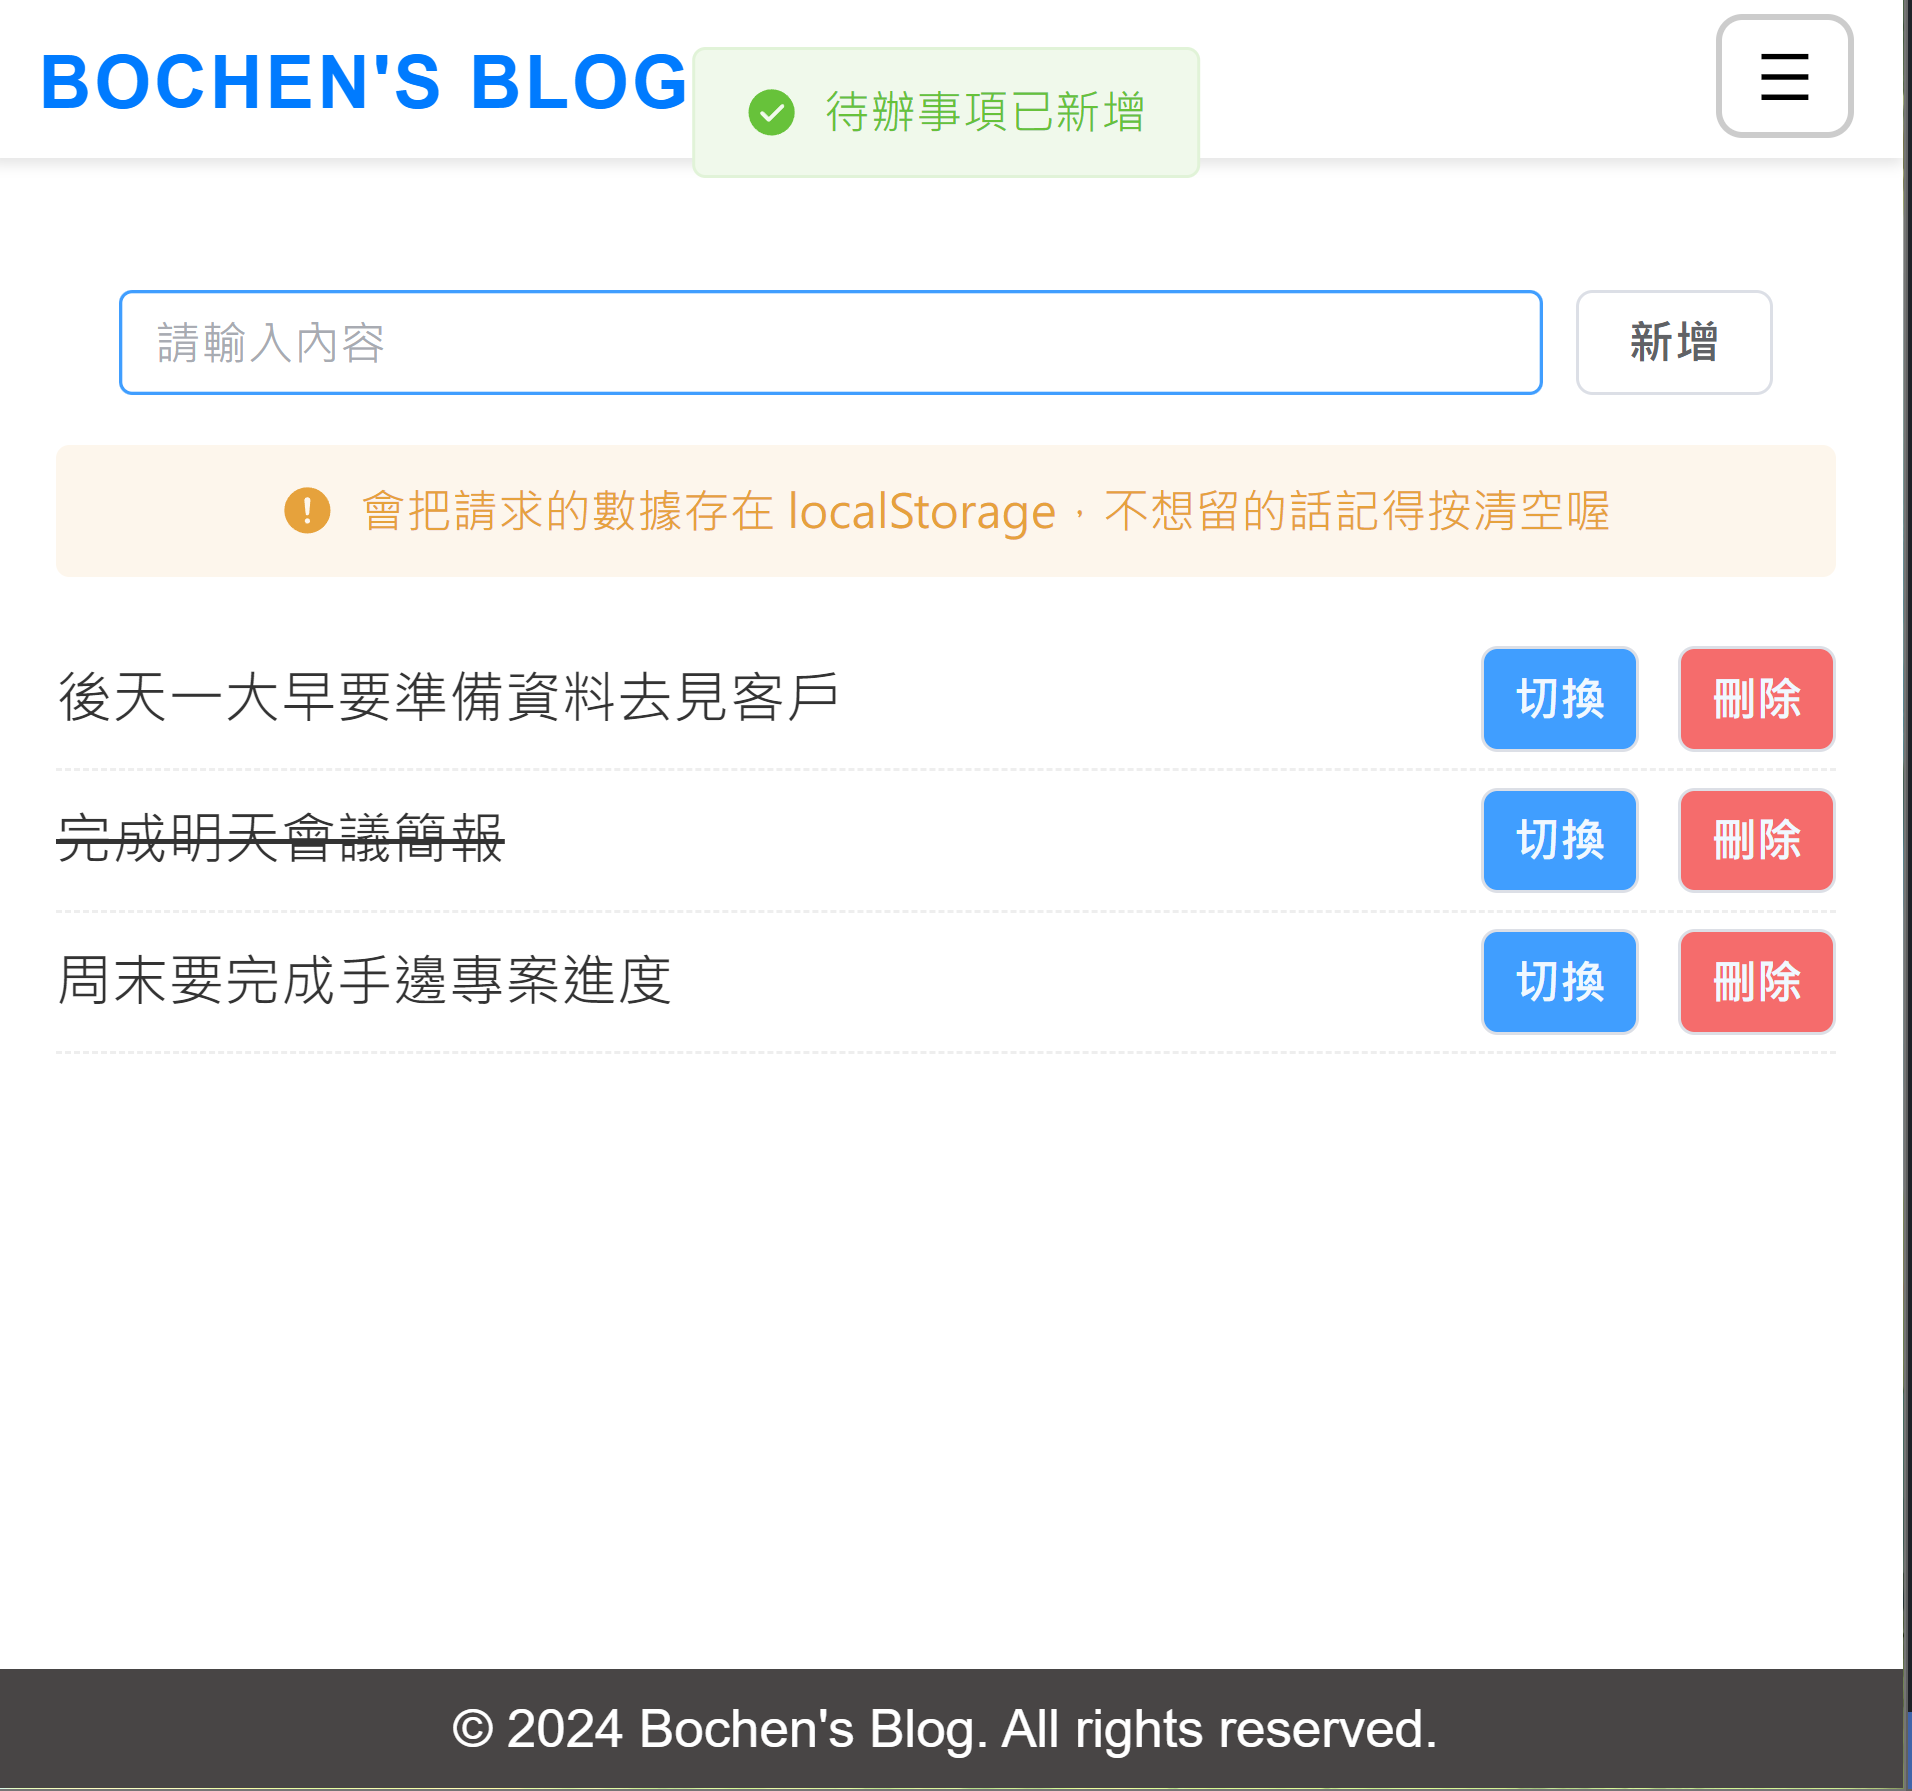 BOCHEN'S BLOG
待辦事項已新增
請輸入內容
新增
會把請求的數據存在 localStorage，不想留的話記得按清空喔
後天一大早要準備資料去見客戶
切換
刪除
完成明天會議簡報
切換
刪除
周末要完成手邊專案進度
切換
刪除
© 2024 Bochen's Blog. All rights reserved.